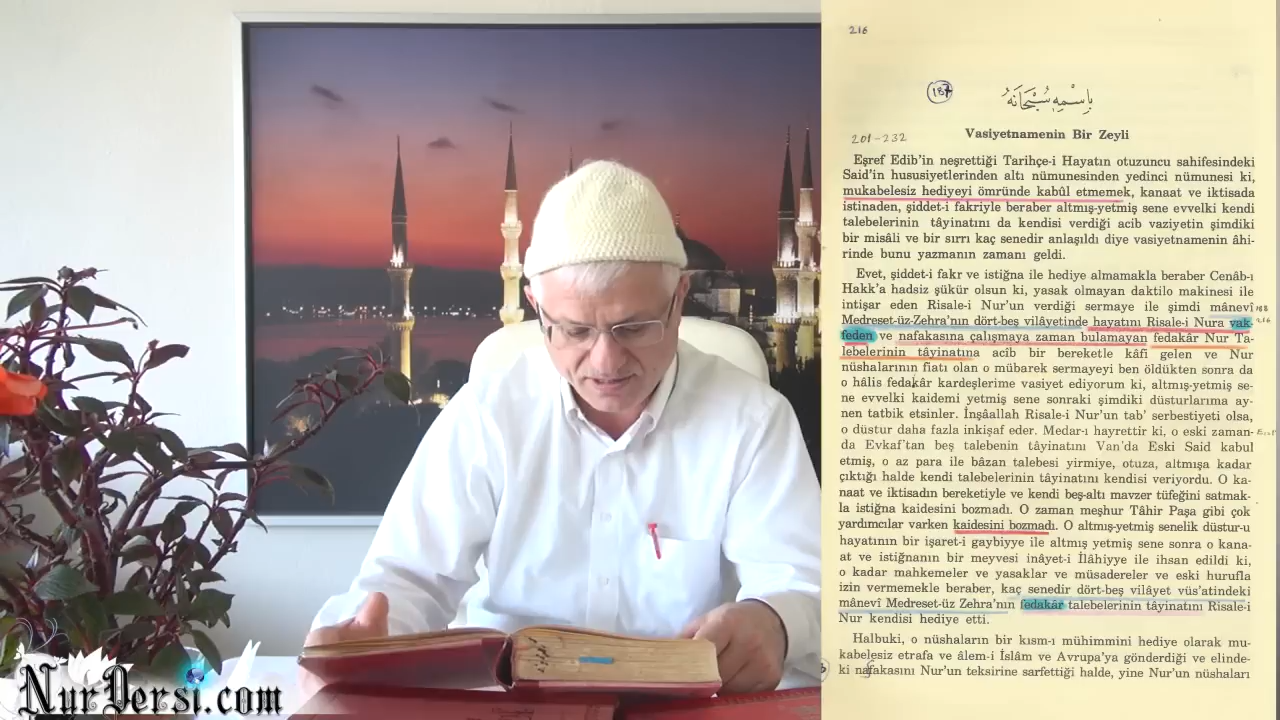 216
187
بِاسْمِهِ سُبْحَانَهُ
201-232
Vasiyetnamenin Bir Zeyli
Eşref Edib'in neşrettiği Tarihçe-i Hayatın otuzuncu sahifesindeki
Said'in hususiyetlerinden altı nümunesinden yedinci nümunesi ki,
mukabelesiz hediyeyi ömründe kabûl etmemek, kanaat ve iktisada
istinaden, şiddet-i fakriyle beraber altmış-yetmiş sene evvelki kendi
talebelerinin tâyinatını da kendisi verdiği acib vaziyetin şimdiki
bir misâli ve bir sırrı kaç senedir anlaşıldı diye vasiyetnamenin âhi-
rinde bunu yazmanın zamanı geldi.
Evet, şiddet-i fakr ve istiğna ile hediye almamakla beraber Cenâb-ı
Hakk'a hadsiz şükür olsun ki, yasak olmayan daktilo makinesi ile
intişar eden Risale-i Nur'un verdiği sermaye ile şimdi mânevî
Medreset-üz-Zehra'nın dört-beş vilâyetinde hayatını Risale-i Nura vak-
feden ve nafakasına çalışmaya zaman bulamayan fedakâr Nur Ta-
lebelerinin tâyinatına acib bir bereketle kâfi gelen ve Nur
nüshalarının fiatı olan o mübarek sermayeyi ben öldükten sonra da
o hâlis fedakâr kardeşlerime vasiyet ediyorum ki, altmış-yetmiş se-
ne evvelki kaidemi yetmiş sene sonraki şimdiki düsturlarıma ay-
nen tatbik etsinler. İnşâallah Risale-i Nur'un tab' serbestiyeti olsa,
o düstur daha fazla inkişaf eder. Medar-ı hayrettir ki, o eski zaman-
da Evkaf'tan beş talebenin tâyinatını Van'da Eski Said kabul
etmiş, o az para ile bâzan talebesi yirmiye, otuza, altmışa kadar
çıktığı halde kendi talebelerinin tâyinatını kendisi veriyordu. O ka-
naat ve iktisadın bereketiyle ve kendi beş-altı mavzer tüfeğini satmak-
la istiğna kaidesini bozmadı. O zaman meşhur Tâhir Paşa gibi çok
yardımcılar varken kaidesini bozmadı. O altmış-yetmiş senelik düstur-u
hayatının bir işaret-i gaybiyye ile altmış yetmiş sene sonra o kana-
at ve istiğnanın bir meyvesi inâyet-i İlâhiyye ile ihsan edildi ki,
o kadar mahkemeler ve yasaklar ve müsadereler ve eski hurufla
izin vermemekle beraber, kaç senedir dört-beş vilâyet vüs'atindeki
mânevî Medreset-üz Zehra'nın fedakâr talebelerinin tâyinatını Risale-i
Nur kendisi hediye etti.
Halbuki, o nüshaların bir kısm-ı mühimmini hediye olarak mu-
kabelesiz etrafa ve âlem-i İslâm ve Avrupa'ya gönderdiği ve elinde-
ki nafakasını Nur'un teksirine sarfettiği halde, yine Nur'un nüshaları
NurDersi.com